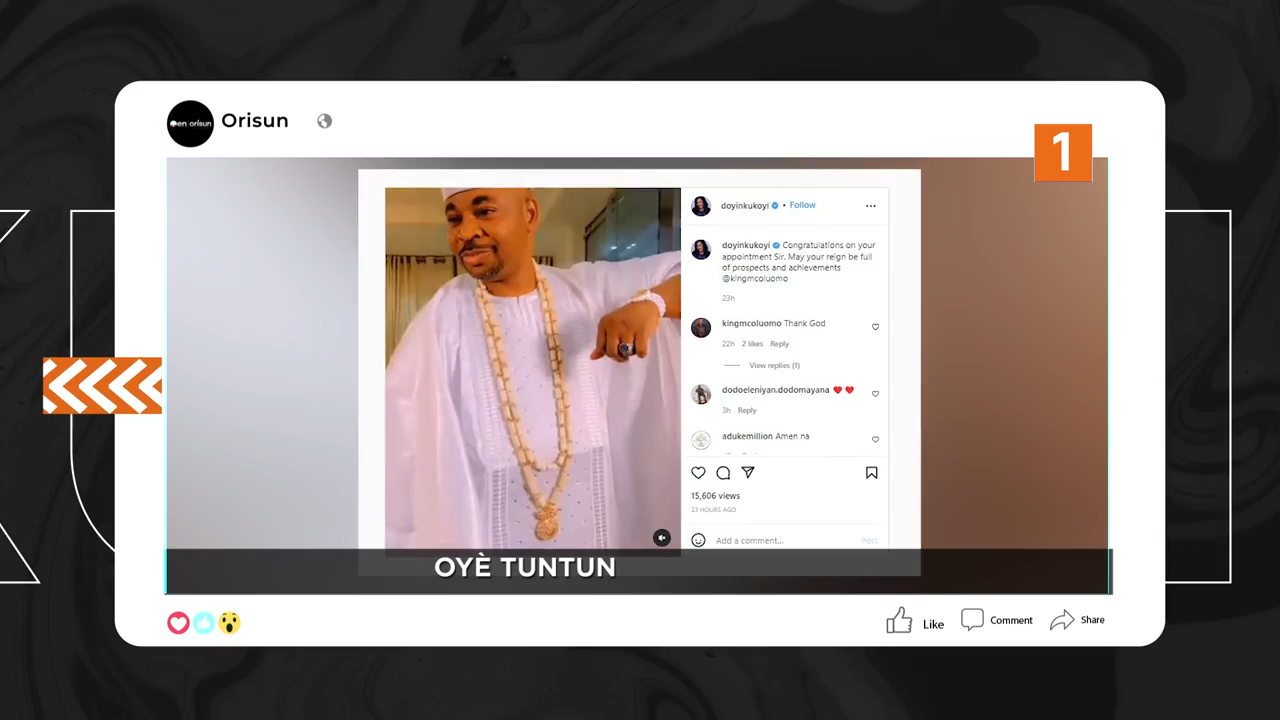 en orísun
Orisun
1
doyinkukoyi • Follow
doyinkukoyi Congratulations on your
appointment Sir. May your reign be full
of prospects and achievements
@kingmcoluomo
23h
kingmcoluomo Thank God
22h 2 likes Reply
View replies (1)
dodoeleniyan.dodomayana
3h Reply
adukemillion Amen na
15,606 views
23 HOURS AGO
Add a comment... Post
OYÈ TUNTUN
Like Comment Share